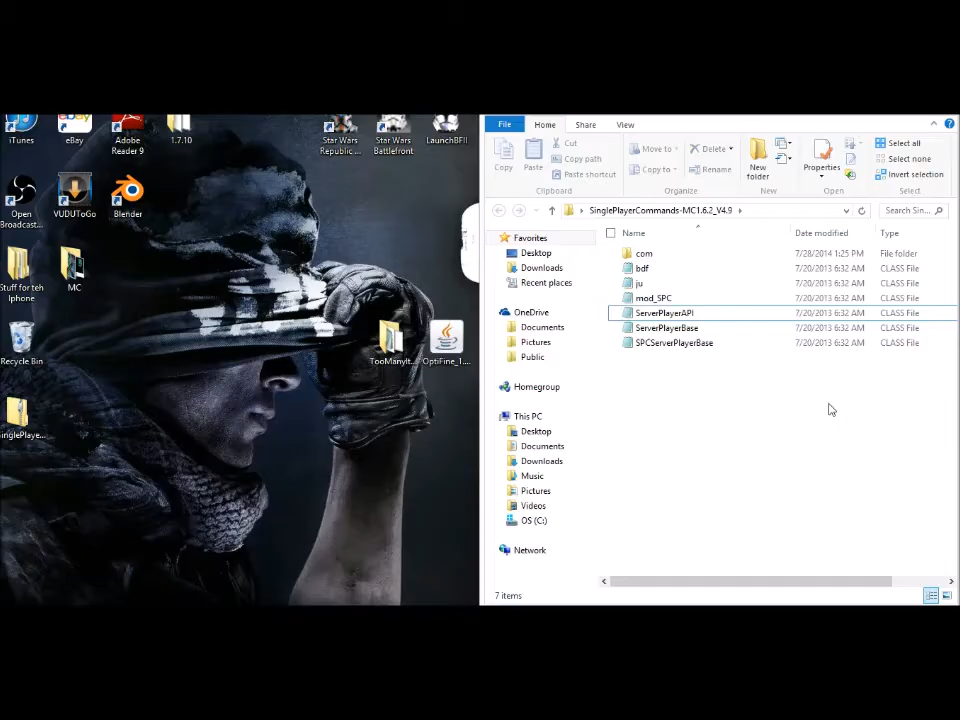 iTunes
eBay
Adobe
Reader 9
1.7.10
Star Wars
Republic ...
Star Wars
Battlefront
LaunchBFII
Open
Broadcast...
VUDUToGo
Blender
Stuff for teh
Iphone
MC
Recycle Bin
TooManyIt...
OptiFine_1....
inglePlaye...
File
Home
Share
View
Copy
Paste
Cut
Copy path
Paste shortcut
Clipboard
Move to
Copy to
Delete
Rename
Organize
New
folder
New
Properties
Open
Select all
Select none
Invert selection
Select
SinglePlayerCommands-MC1.6.2_V4.9
Search Sin...
Favorites
Desktop
Downloads
Recent places
OneDrive
Documents
Pictures
Public
Homegroup
This PC
Desktop
Documents
Downloads
Music
Pictures
Videos
OS (C:)
Network
Name Date modified Type
com 7/28/2014 1:25 PM File folder
bdf 7/20/2013 6:32 AM CLASS File
ju 7/20/2013 6:32 AM CLASS File
mod_SPC 7/20/2013 6:32 AM CLASS File
ServerPlayerAPI 7/20/2013 6:32 AM CLASS File
ServerPlayerBase 7/20/2013 6:32 AM CLASS File
SPCServerPlayerBase 7/20/2013 6:32 AM CLASS File
7 items